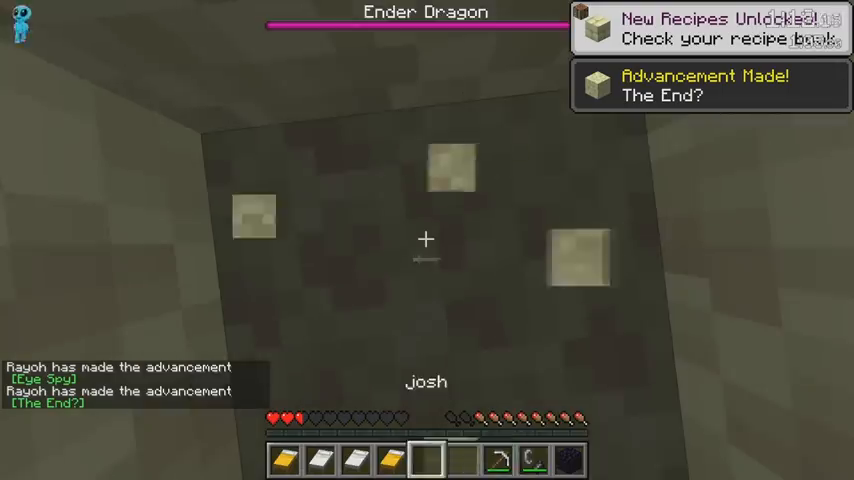 Ender Dragon
New Recipes Unlocked!
Check your recipe book
Advancement Made!
The End?
Rayoh has made the advancement
[Eye Spy]
Rayoh has made the advancement
[The End?]
josh